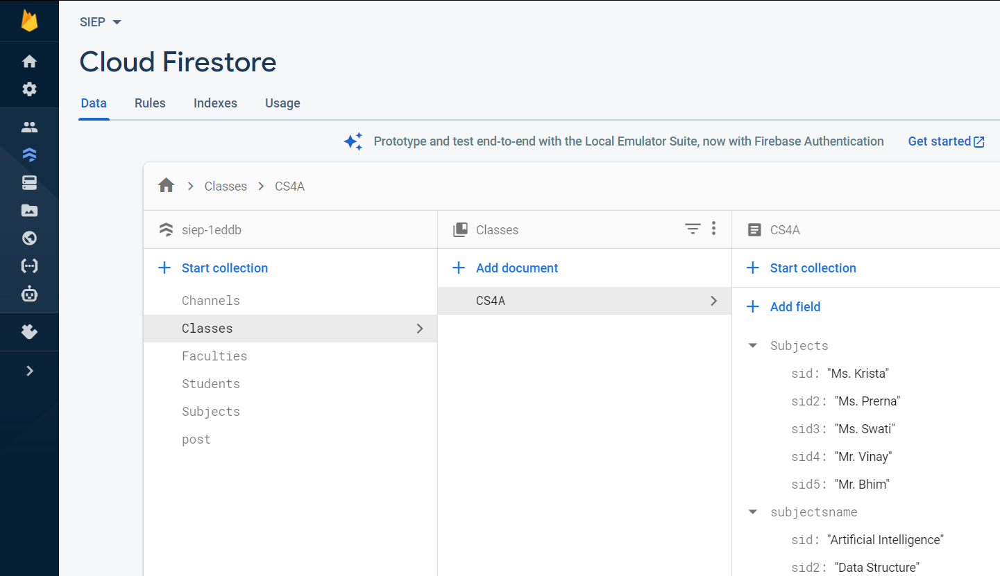 SIEP
Cloud Firestore
Data Rules Indexes Usage
Prototype and test end-to-end with the Local Emulator Suite, now with Firebase Authentication Get started
Classes CS4A
siep-1eddb
Start collection
Channels
Classes
Faculties
Students
Subjects
post
Classes
Add document
CS4A
CS4A
Start collection
Add field
Subjects
sid: "Ms. Krista"
sid2: "Ms. Prerna"
sid3: "Ms. Swati"
sid4: "Mr. Vinay"
sid5: "Mr. Bhim"
subjectsname
sid: "Artificial Intelligence"
sid2: "Data Structure"